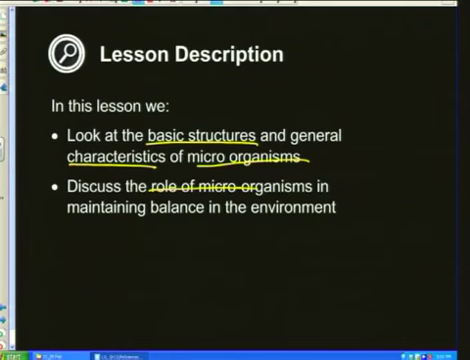 Lesson Description
In this lesson we:
• Look at the basic structures and general
characteristics of micro organisms
• Discuss the role of micro-organisms in
maintaining balance in the environment
start